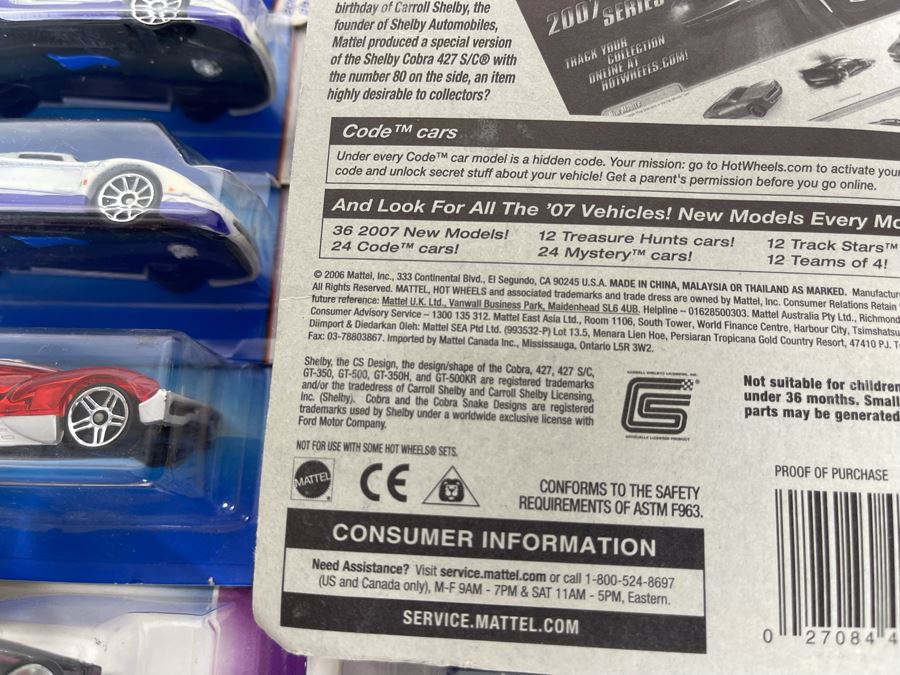 birthday of Carroll Shelby, the
founder of Shelby Automobiles,
Mattel produced a special version
of the Shelby Cobra 427 S/C® with
the number 80 on the side, an item
highly desirable to collectors?
2007 SERIES
TRACK YOUR
COLLECTION
ONLINE AT
HOTWHEELS.COM!
Code™ cars
Under every Code™ car model is a hidden code. Your mission: go to HotWheels.com to activate your
code and unlock secret stuff about your vehicle! Get a parent's permission before you go online.
And Look For All The '07 Vehicles! New Models Every Mo
36 2007 New Models!
24 Code™ cars!
12 Treasure Hunts cars!
24 Mystery™ cars!
12 Track Stars™
12 Teams of 4!
© 2006 Mattel, Inc., 333 Continental Blvd., El Segundo, CA 90245 U.S.A. MADE IN CHINA, MALAYSIA OR THAILAND AS MARKED. Manufactur
All Rights Reserved. MATTEL, HOT WHEELS and associated trademarks and trade dress are owned by Mattel, Inc. Consumer Relations Retain
future reference: Mattel U.K. Ltd., Vanwall Business Park, Maidenhead SL6 4UB. Helpline – 01628500303. Mattel Australia Pty Ltd., Richmond
Consumer Advisory Service – 1300 135 312. Mattel East Asia Ltd., Room 1106, South Tower, World Finance Centre, Harbour City, Tsimshatsu
Diimport & Diedarkan Oleh: Mattel SEA Ptd Ltd. (993532-P) Lot 13.5, Menara Lien Hoe, Persiaran Tropicana Gold Country Resort, 47410 P.J. T
Fax: 03-78803867. Imported by Mattel Canada Inc., Mississauga, Ontario L5R 3W2.
Shelby, the CS Design, the design/shape of the Cobra, 427, 427 S/C,
GT-350, GT-500, GT-350H, and GT-500KR are registered trademarks
and/or the tradedress of Carroll Shelby and Carroll Shelby Licensing,
Inc. (Shelby). Cobra and the Cobra Snake Designs are registered
trademarks used by Shelby under a worldwide exclusive license with
Ford Motor Company.
CARROLL SHELBY LICENSING, INC.
CS
OFFICIALLY LICENSED PRODUCT
Not suitable for children
under 36 months. Small
parts may be generated
NOT FOR USE WITH SOME HOT WHEELS® SETS.
MATTEL
CE
CONFORMS TO THE SAFETY
REQUIREMENTS OF ASTM F963.
PROOF OF PURCHASE
CONSUMER INFORMATION
Need Assistance? Visit service.mattel.com or call 1-800-524-8697
(US and Canada only), M-F 9AM - 7PM & SAT 11AM - 5PM, Eastern.
SERVICE.MATTEL.COM
0 27084 4